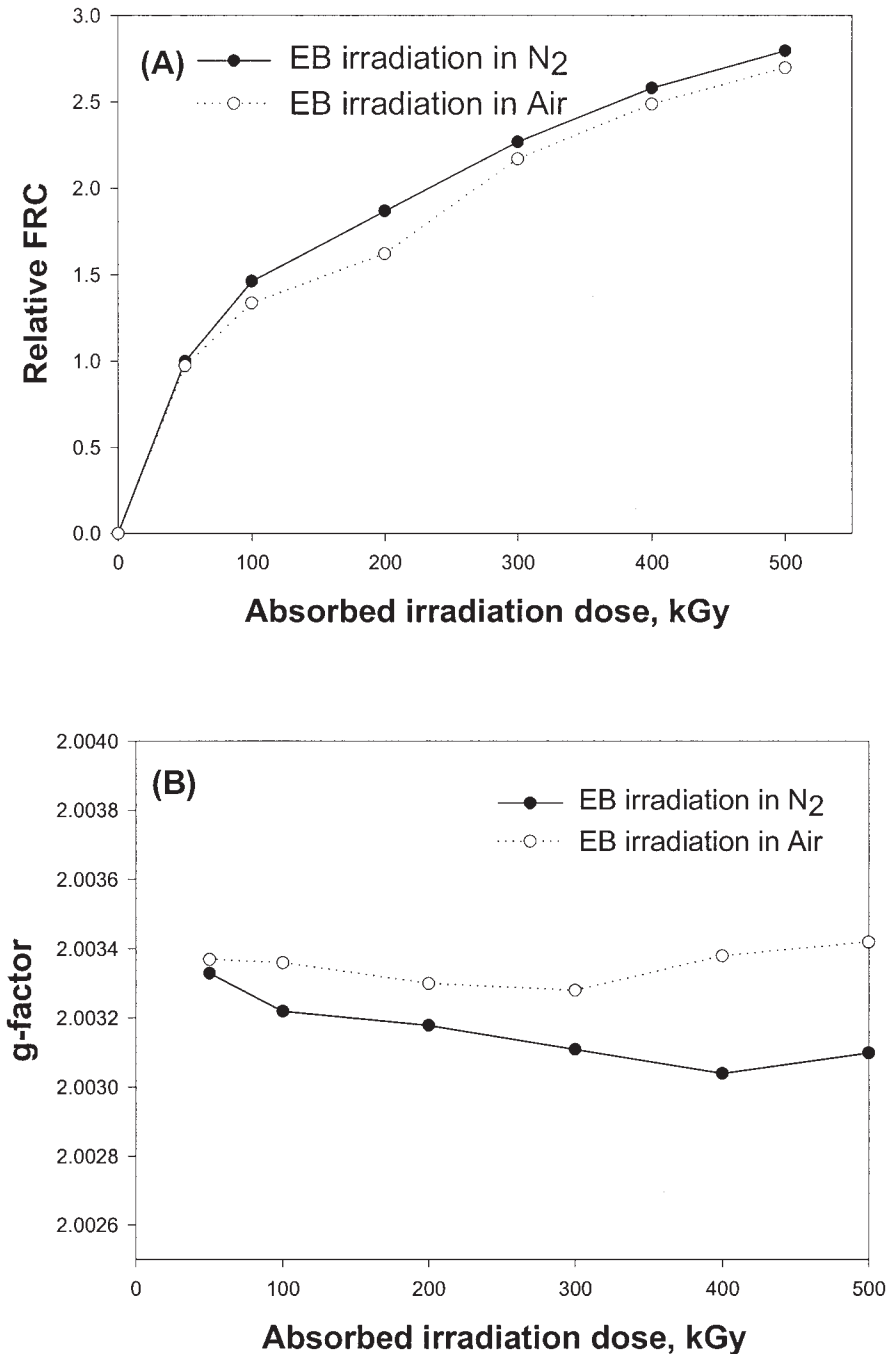 (A)
EB irradiation in N2
EB irradiation in Air
3.0
2.5
2.0
1.5
1.0
0.5
0.0
Relative FRC
0 100 200 300 400 500
Absorbed irradiation dose, kGy
(B)
EB irradiation in N2
EB irradiation in Air
2.0040
2.0038
2.0036
2.0034
2.0032
2.0030
2.0028
2.0026
g-factor
0 100 200 300 400 500
Absorbed irradiation dose, kGy